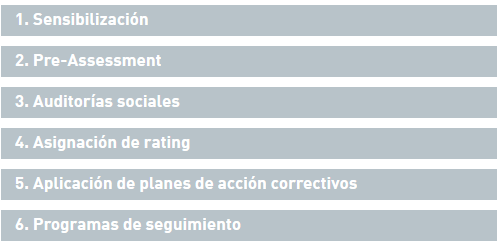 1. Sensibilización
2. Pre-Assessment
3. Auditorías sociales
4. Asignación de rating
5. Aplicación de planes de acción correctivos
6. Programas de seguimiento